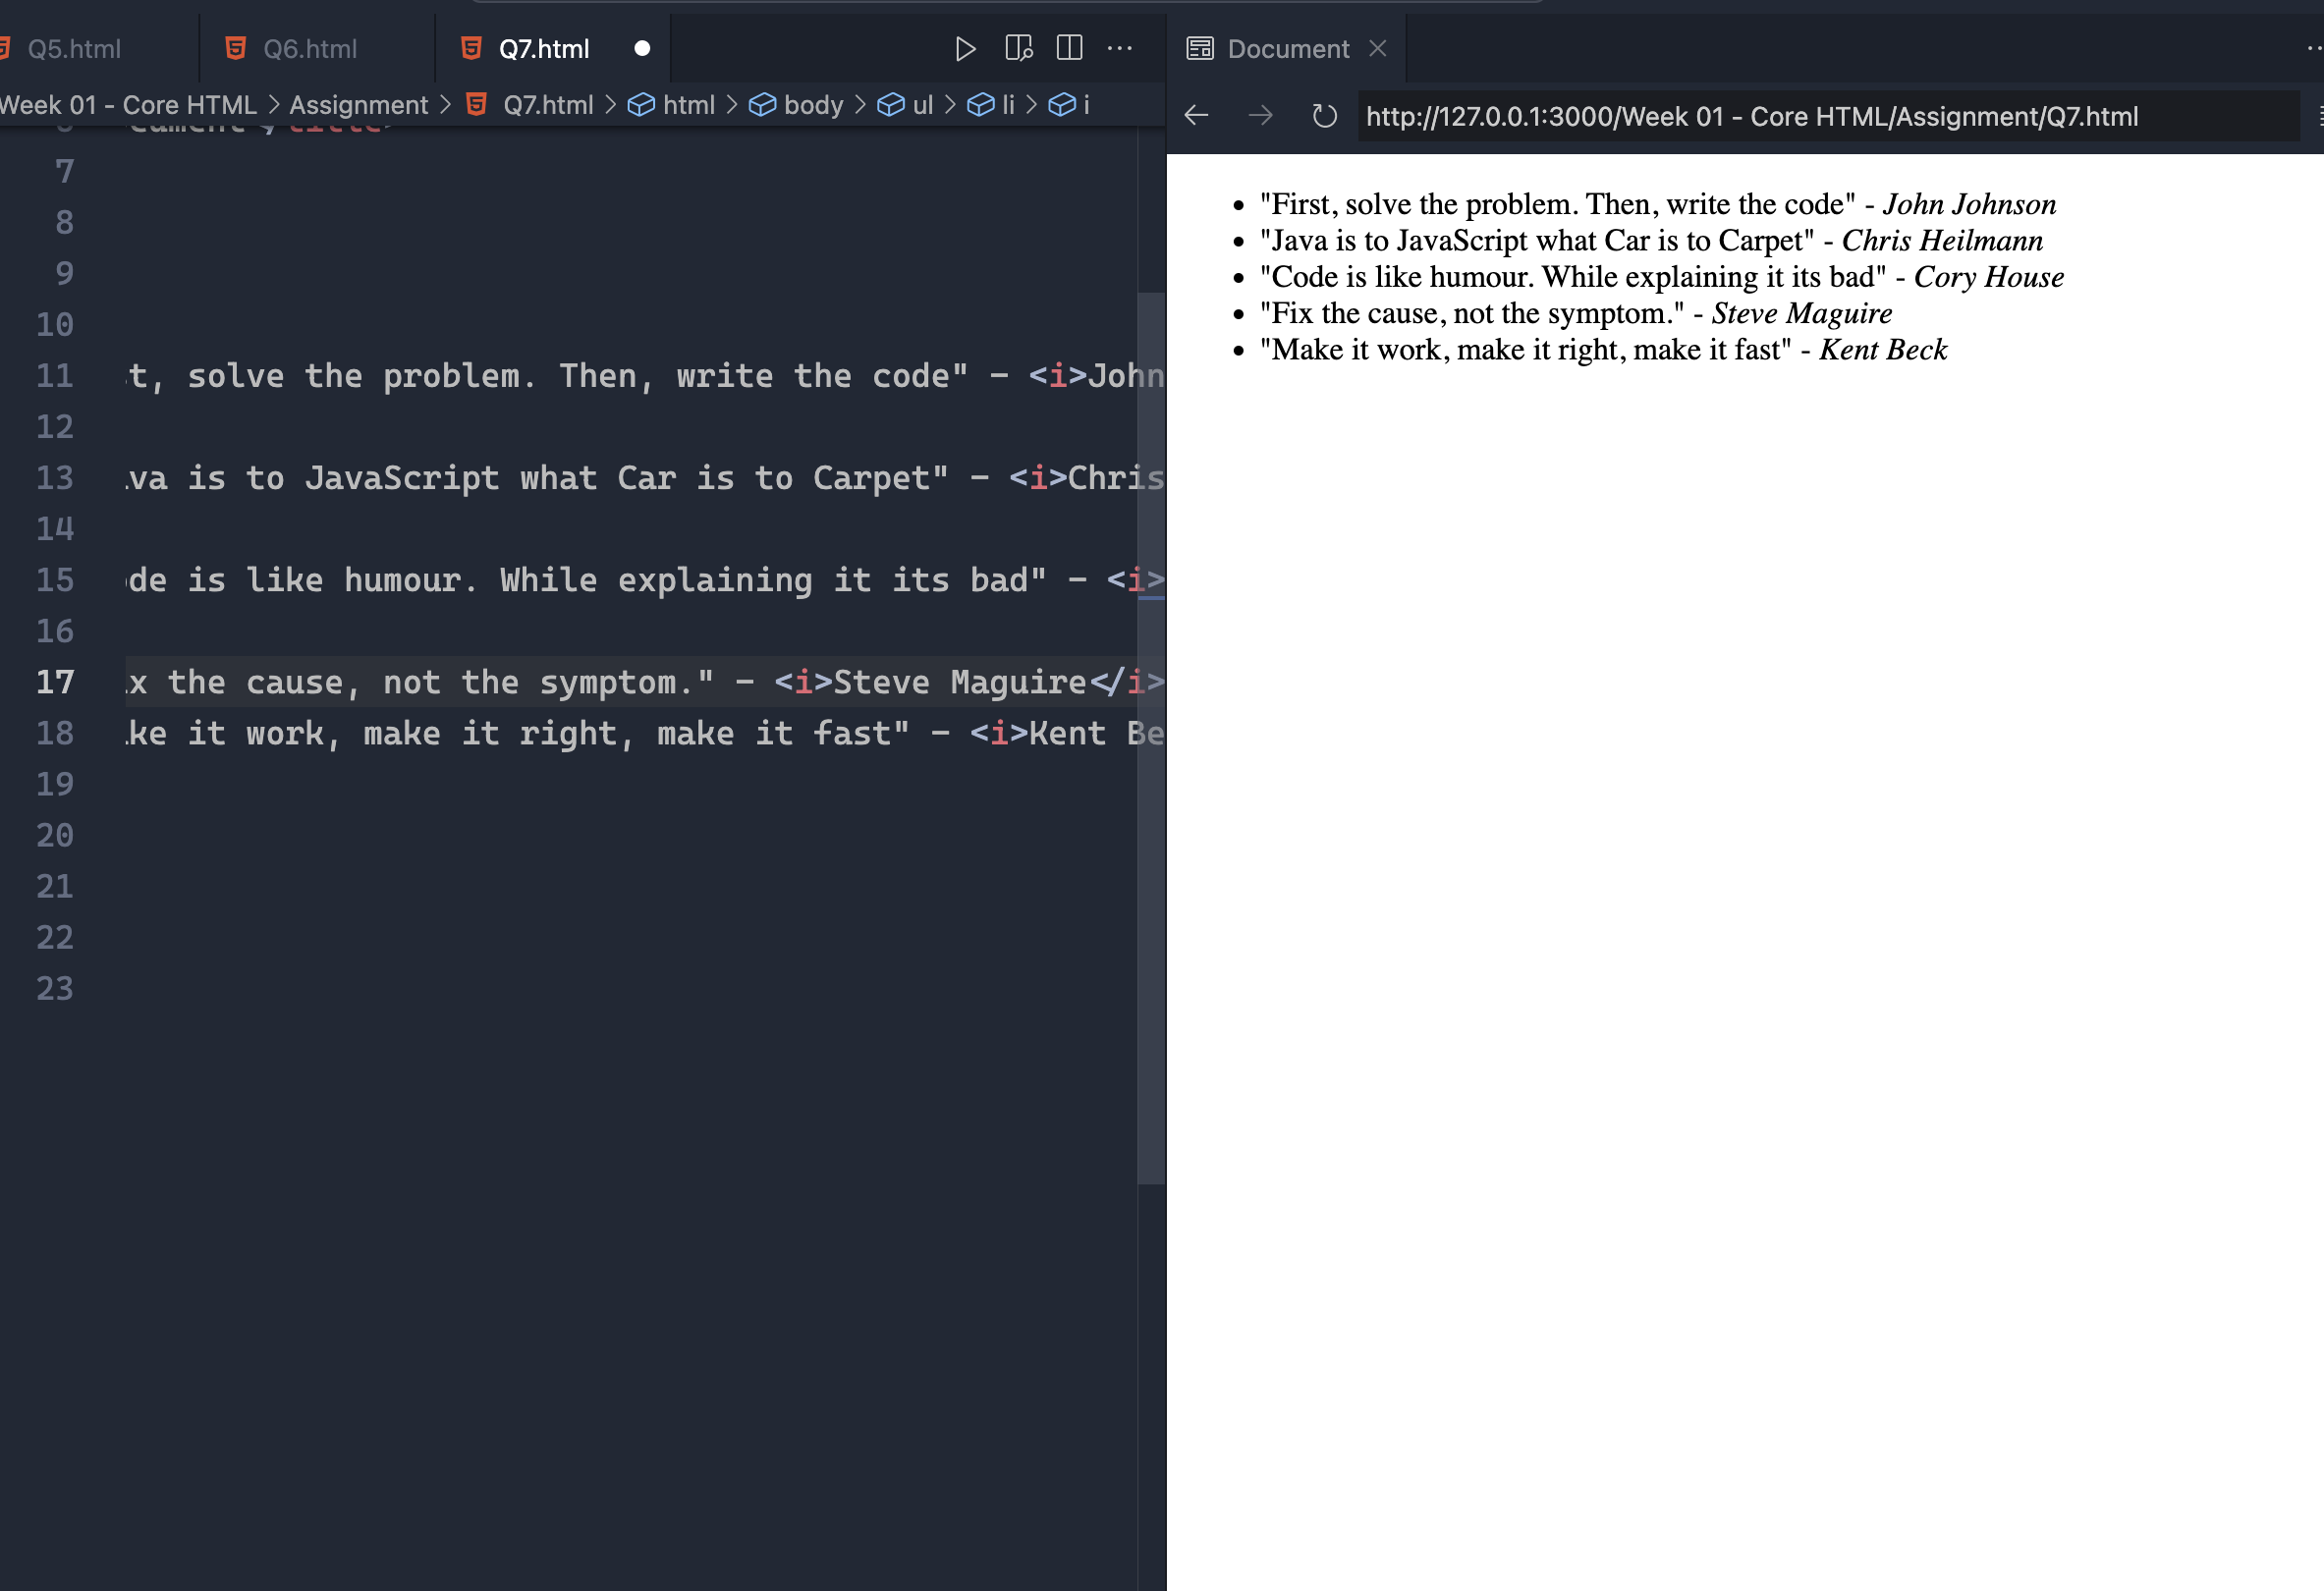 Q5.html
Q6.html
Q7.html
Document
Week 01 - Core HTML > Assignment > Q7.html > html > body > ul > li > i
http://127.0.0.1:3000/Week 01 - Core HTML/Assignment/Q7.html
7
8
9
10
11 t, solve the problem. Then, write the code" - <i>John
12
13 va is to JavaScript what Car is to Carpet" - <i>Chris
14
15 de is like humour. While explaining it its bad" - <i>
16
17 x the cause, not the symptom." - <i>Steve Maguire</i>
18 ke it work, make it right, make it fast" - <i>Kent Be
19
20
21
22
23
• "First, solve the problem. Then, write the code" - John Johnson
• "Java is to JavaScript what Car is to Carpet" - Chris Heilmann
• "Code is like humour. While explaining it its bad" - Cory House
• "Fix the cause, not the symptom." - Steve Maguire
• "Make it work, make it right, make it fast" - Kent Beck